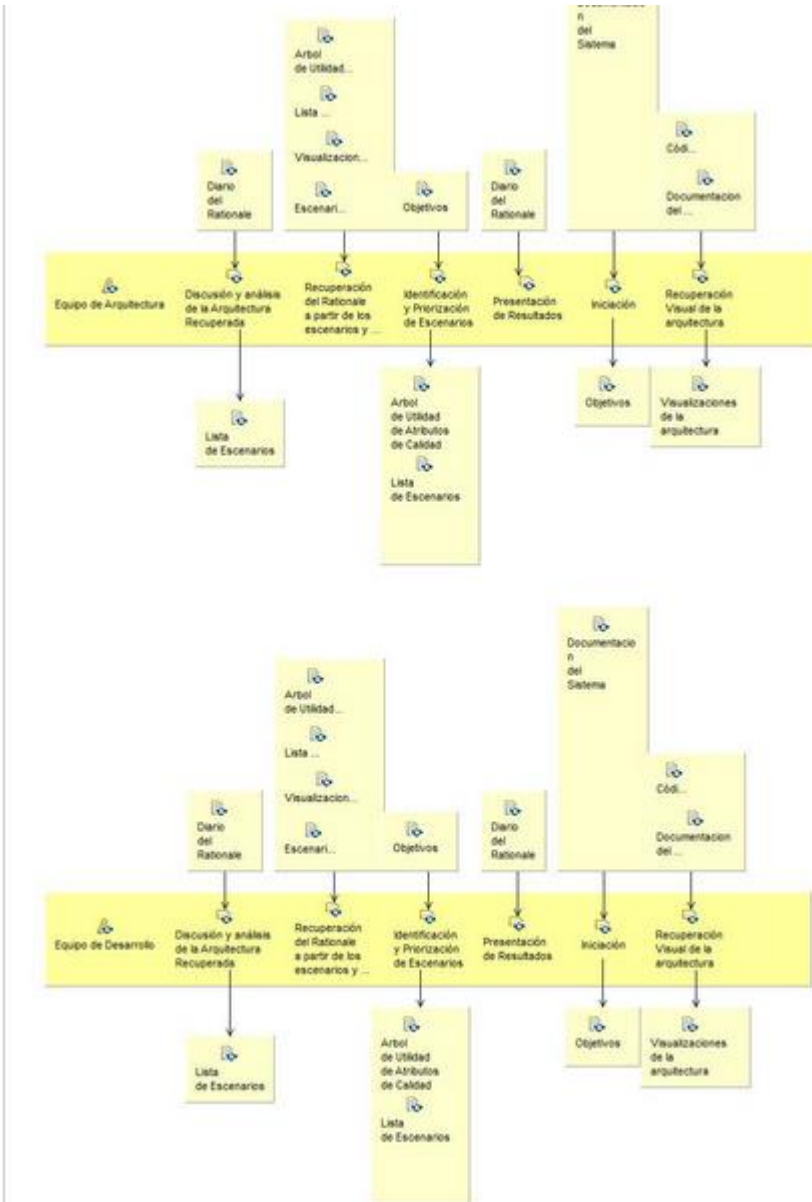 Arbol
de Utilidad...
Lista ...
Visualizacion...
Escenari...
n
del
Sistema
Códi...
Documentacion
del ...
Diario
del
Rationale
Objetivos
Diario
del
Rationale
Equipo de Arquitectura
Discusión y análisis
de la Arquitectura
Recuperada
Recuperación
del Rationale
a partir de los
escenarios y ...
Identificación
y Priorización
de Escenarios
Presentación
de Resultados
Iniciación
Recuperación
Visual de la
arquitectura
Lista
de Escenarios
Arbol
de Utilidad
de Atributos
de Calidad
Lista
de Escenarios
Objetivos
Visualizaciones
de la
arquitectura
Documentacio
n
del
Sistema
Arbol
de Utilidad...
Lista ...
Visualizacion...
Escenari...
Códi...
Documentacion
del ...
Diario
del
Rationale
Objetivos
Diario
del
Rationale
Equipo de Desarrollo
Discusión y análisis
de la Arquitectura
Recuperada
Recuperación
del Rationale
a partir de los
escenarios y ...
Identificación
y Priorización
de Escenarios
Presentación
de Resultados
Iniciación
Recuperación
Visual de la
arquitectura
Lista
de Escenarios
Arbol
de Utilidad
de Atributos
de Calidad
Lista
de Escenarios
Objetivos
Visualizaciones
de la
arquitectura